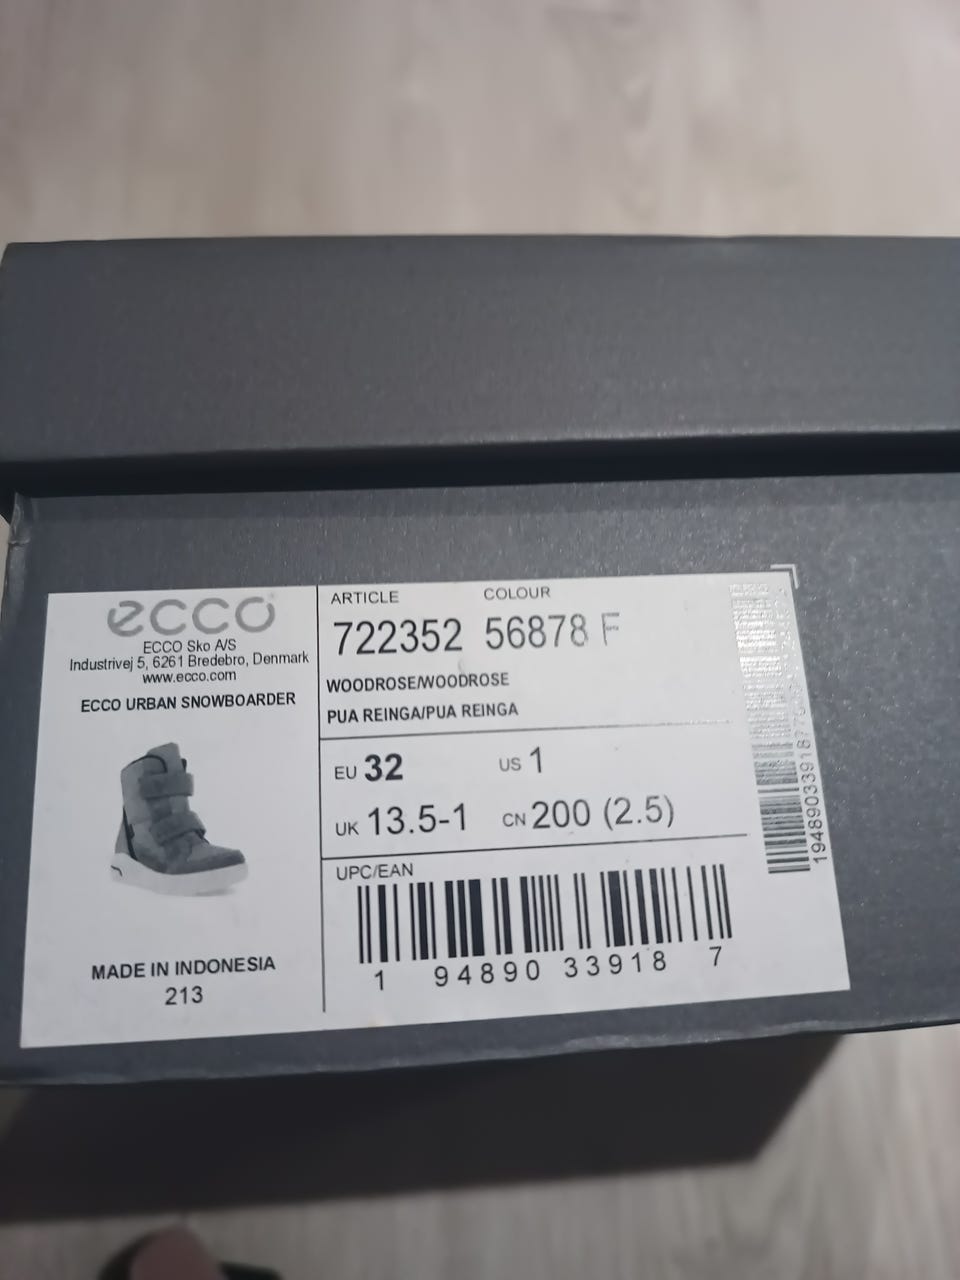 ecco
ECCO Sko A/S
Industrivej 5, 6261 Bredebro, Denmark
www.ecco.com
ECCO URBAN SNOWBOARDER
MADE IN INDONESIA
213
ARTICLE COLOUR
722352 56878 F
WOODROSE/WOODROSE
PUA REINGA/PUA REINGA
EU 32 US 1
UK 13.5-1 CN 200 (2.5)
UPC/EAN
1 94890 33918 7